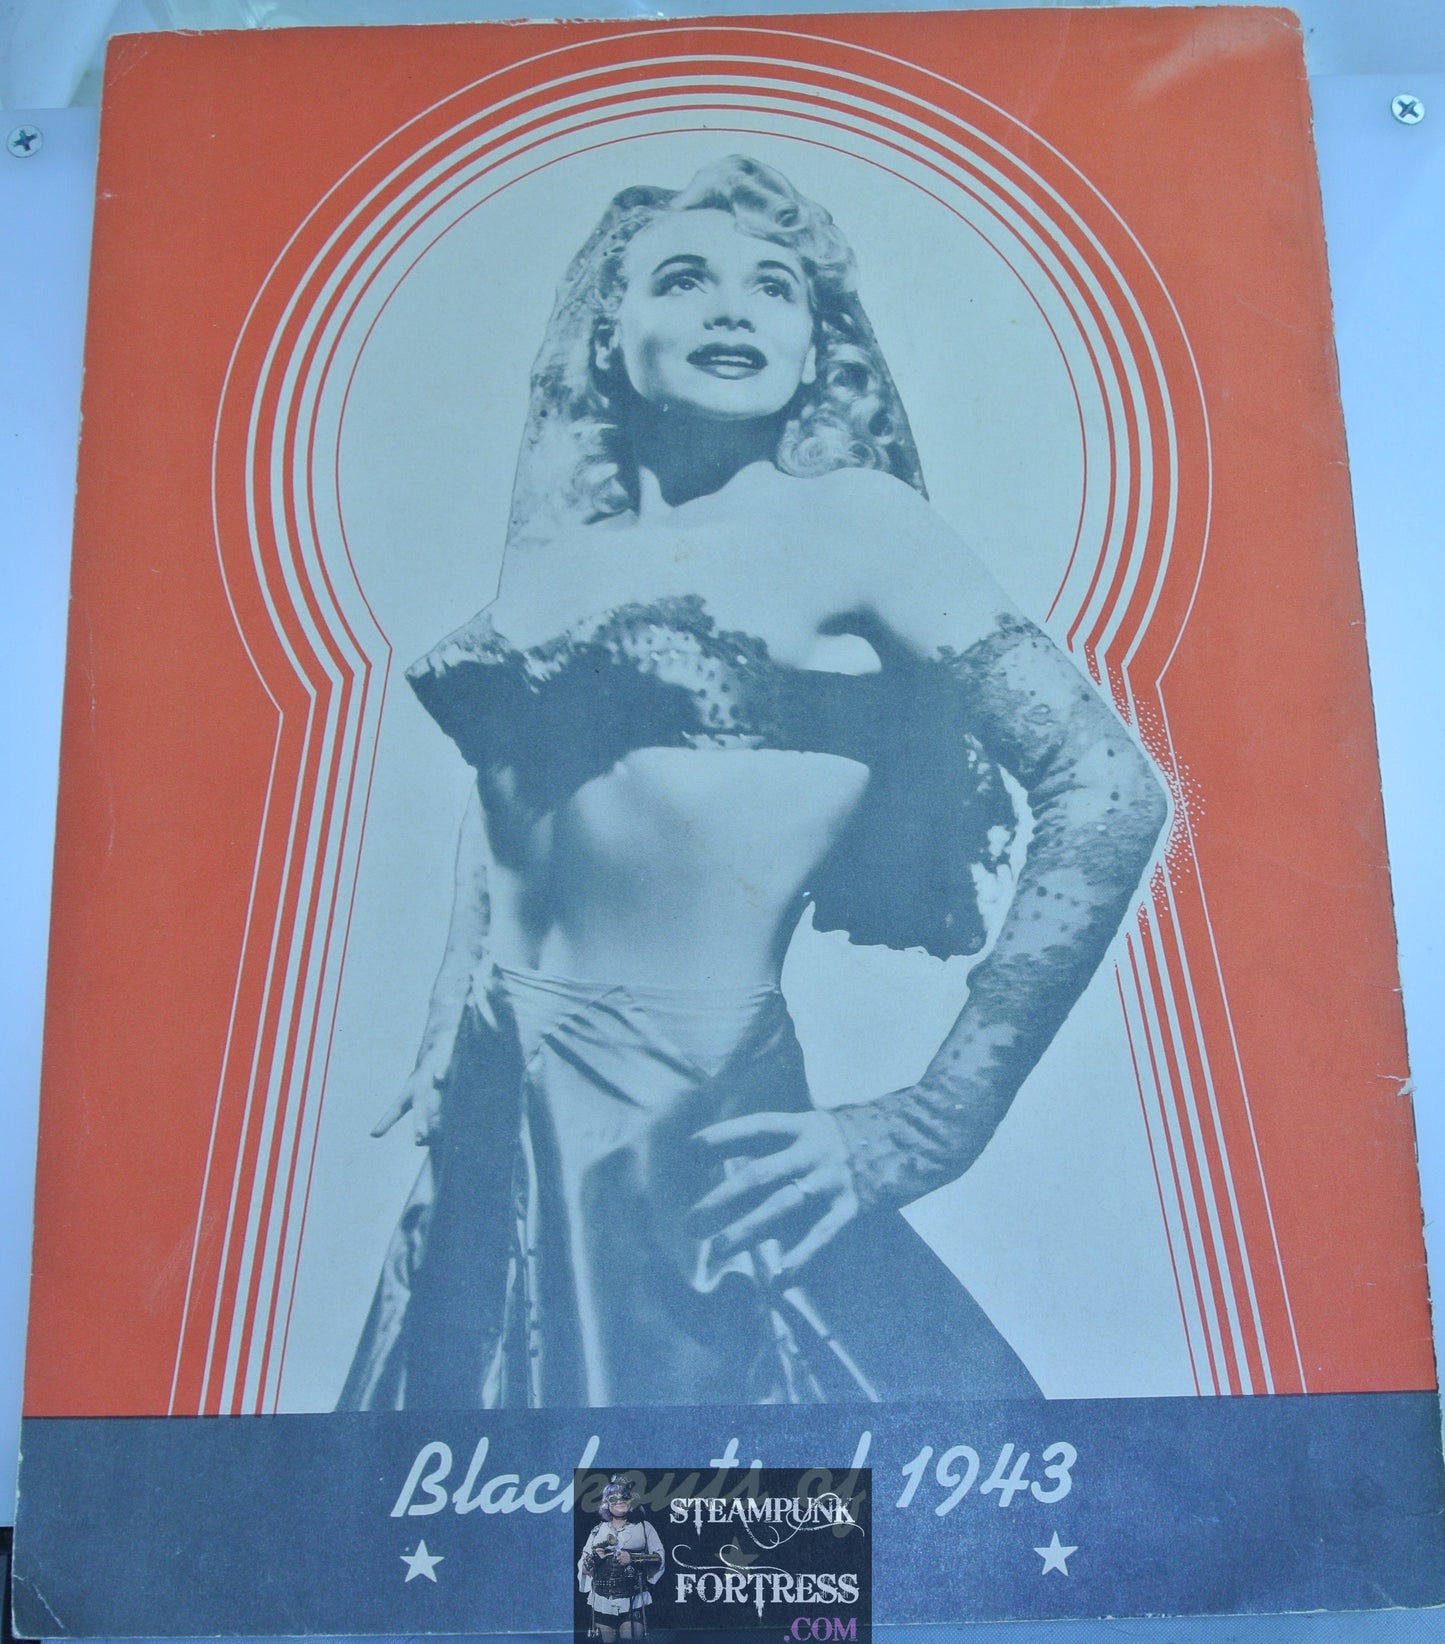 Blackouts of 1943
STEAMPUNK
FORTRESS
.COM